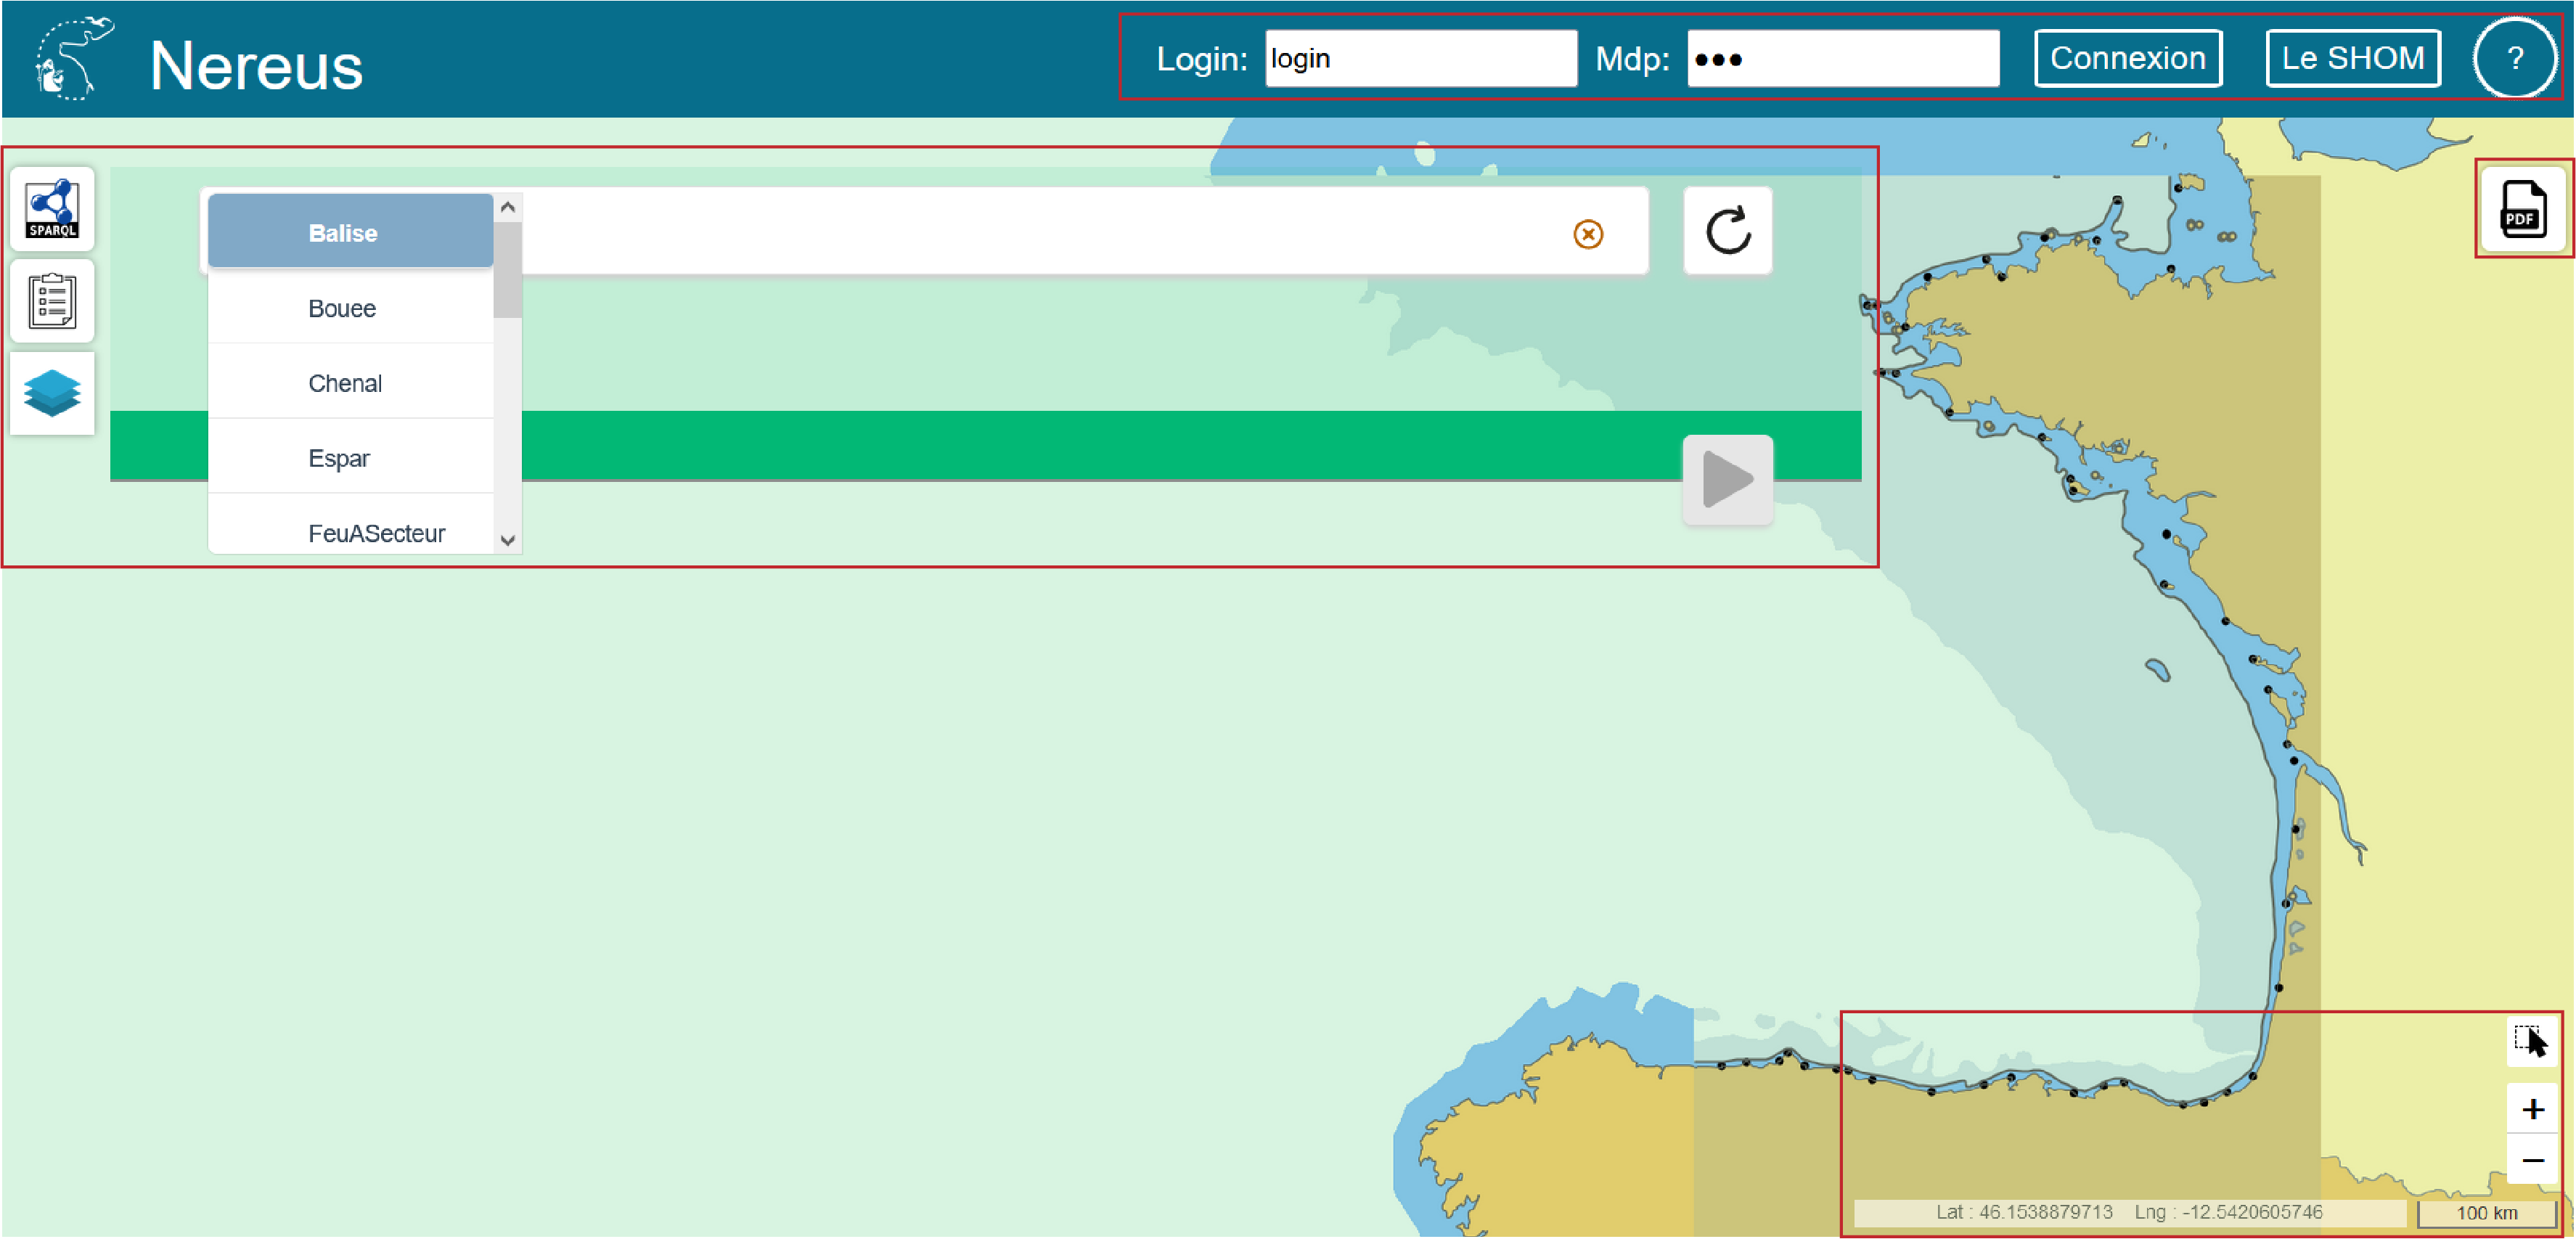 Nereus
Login: login Mdp: ●●● Connexion Le SHOM ?
SPARQL
Balise
Bouee
Chenal
Espar
FeuASecteur
PDF
+
−
Lat : 46.1538879713 Lng : -12.5420605746
100 km